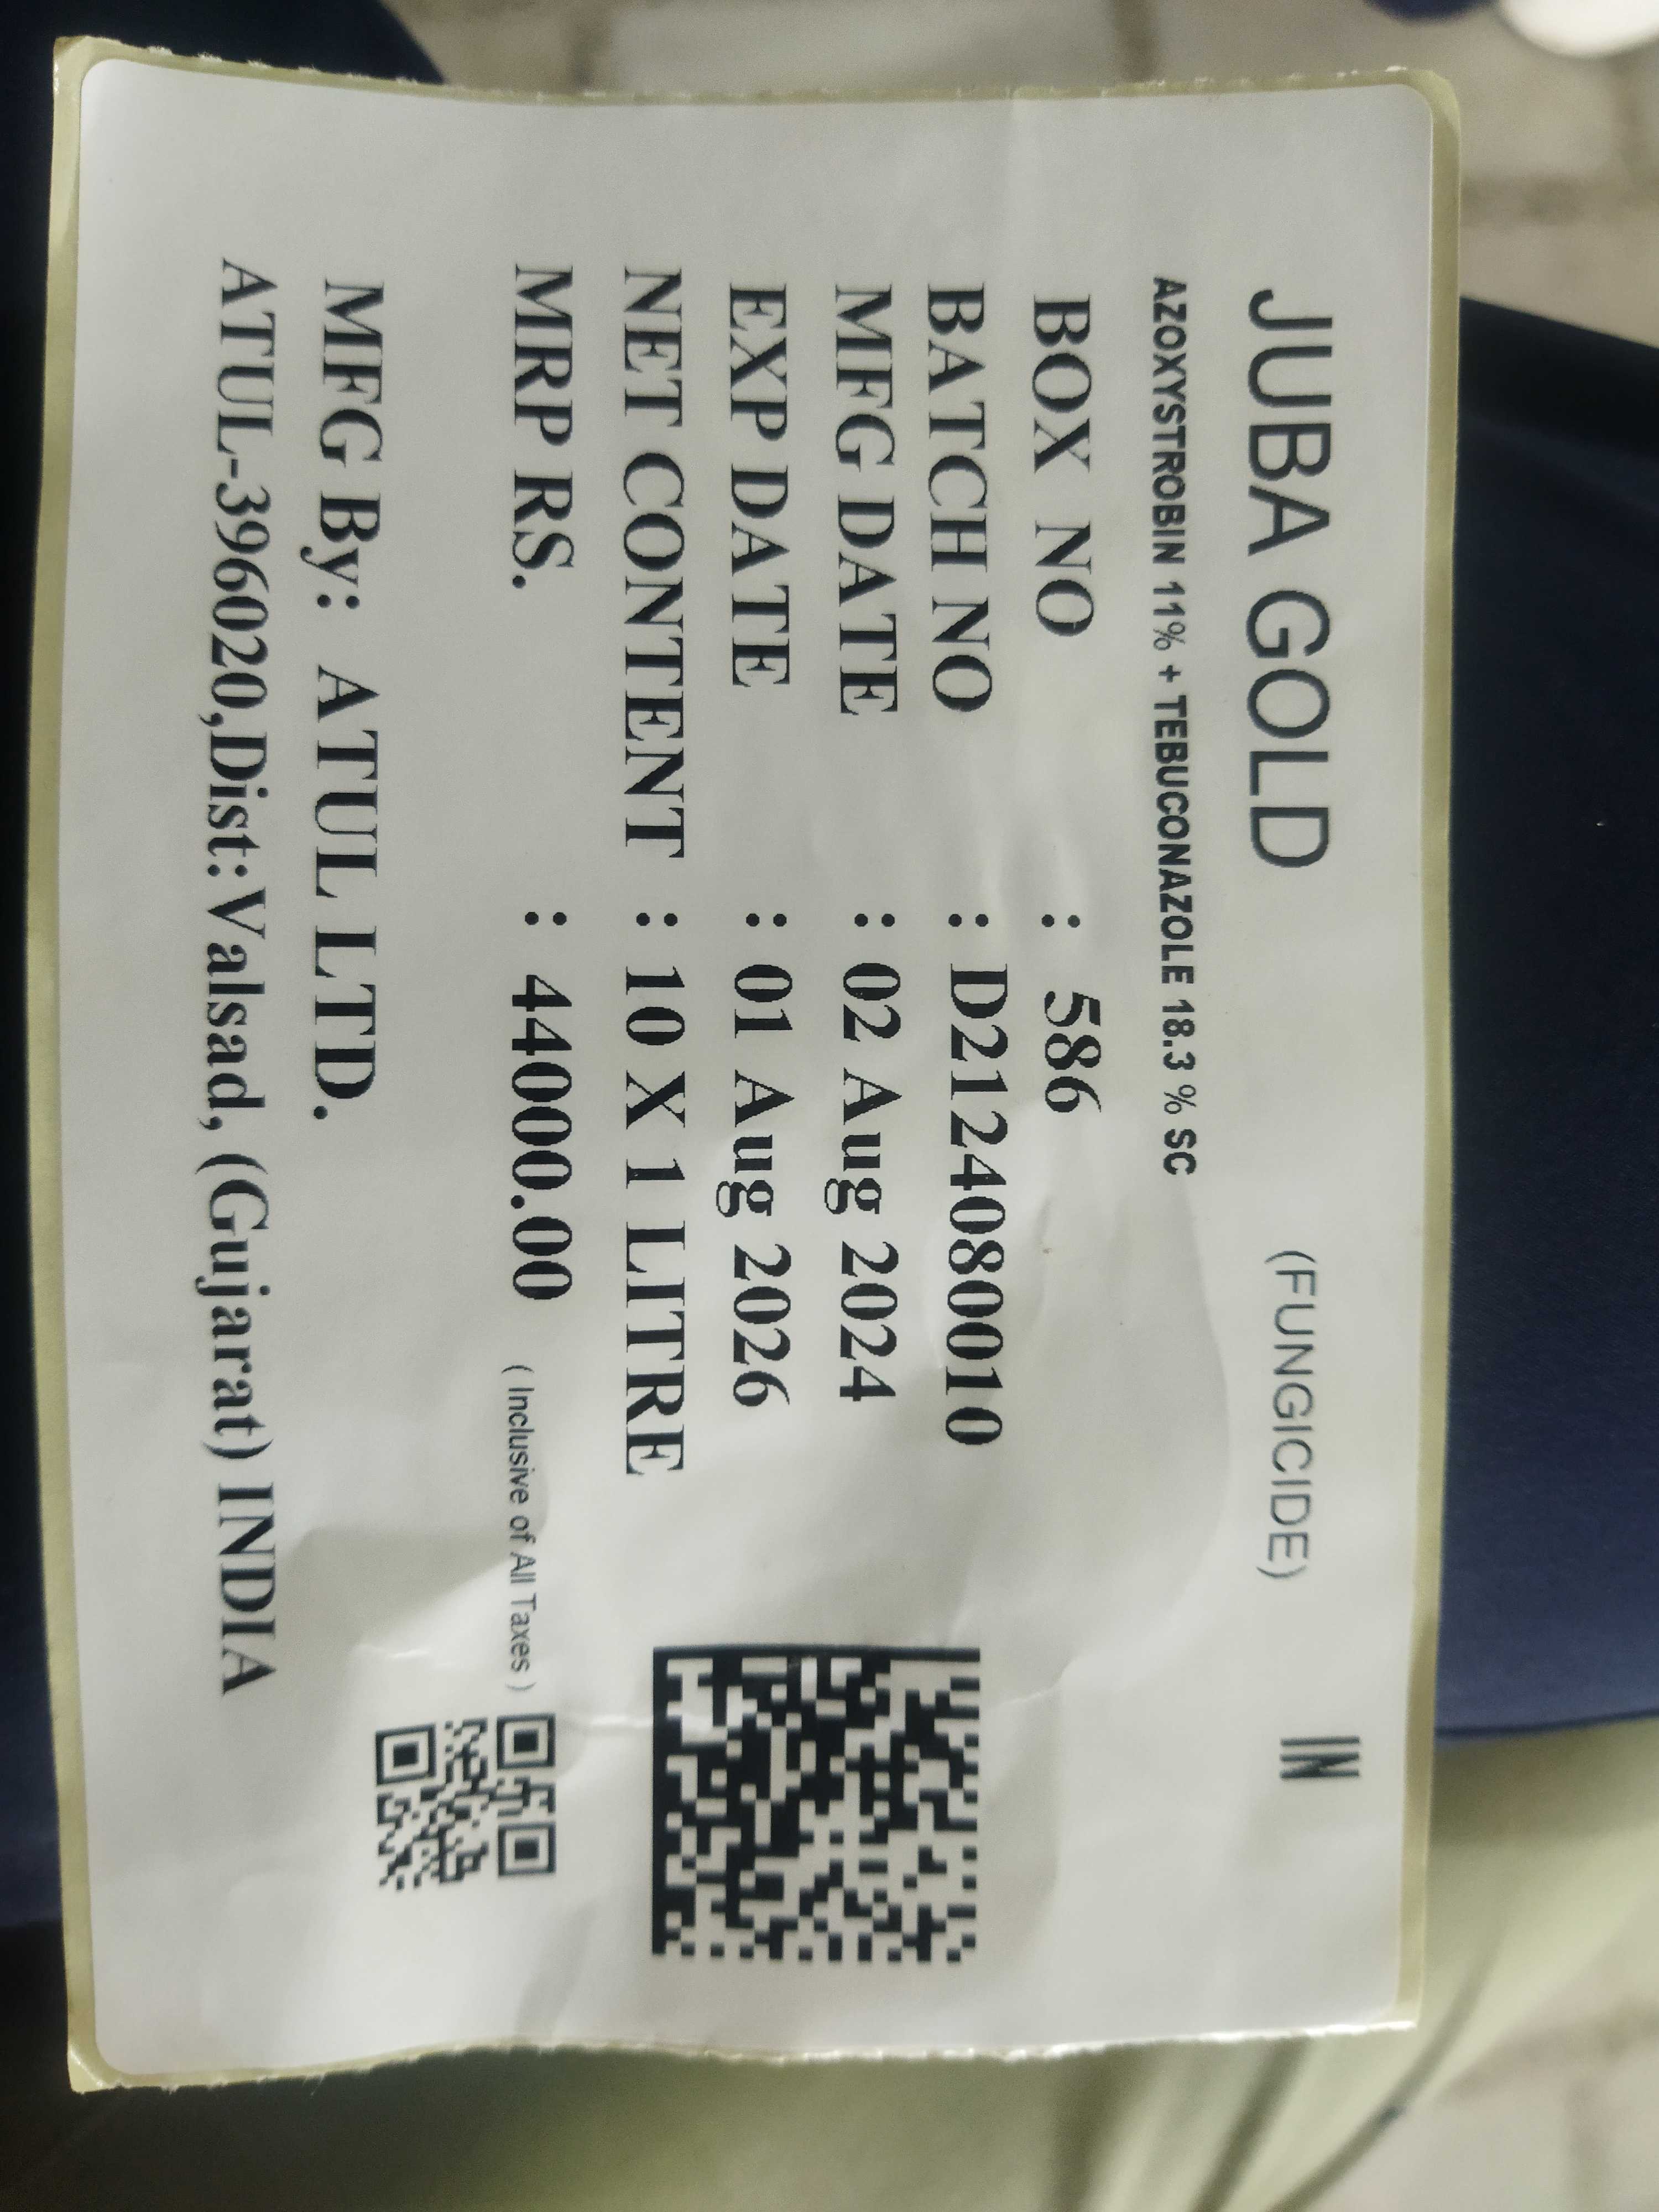 JUBA GOLD (FUNGICIDE) IN
AZOXYSTROBIN 11% + TEBUCONAZOLE 18.3 % SC
BOX NO : 586
BATCH NO : D2124080010
MFG DATE : 02 Aug 2024
EXP DATE : 01 Aug 2026
NET CONTENT : 10 X 1 LITRE
MRP RS. : 44000.00 ( Inclusive of All Taxes )
MFG By: ATUL LTD.
ATUL-396020,Dist:Valsad, (Gujarat) INDIA